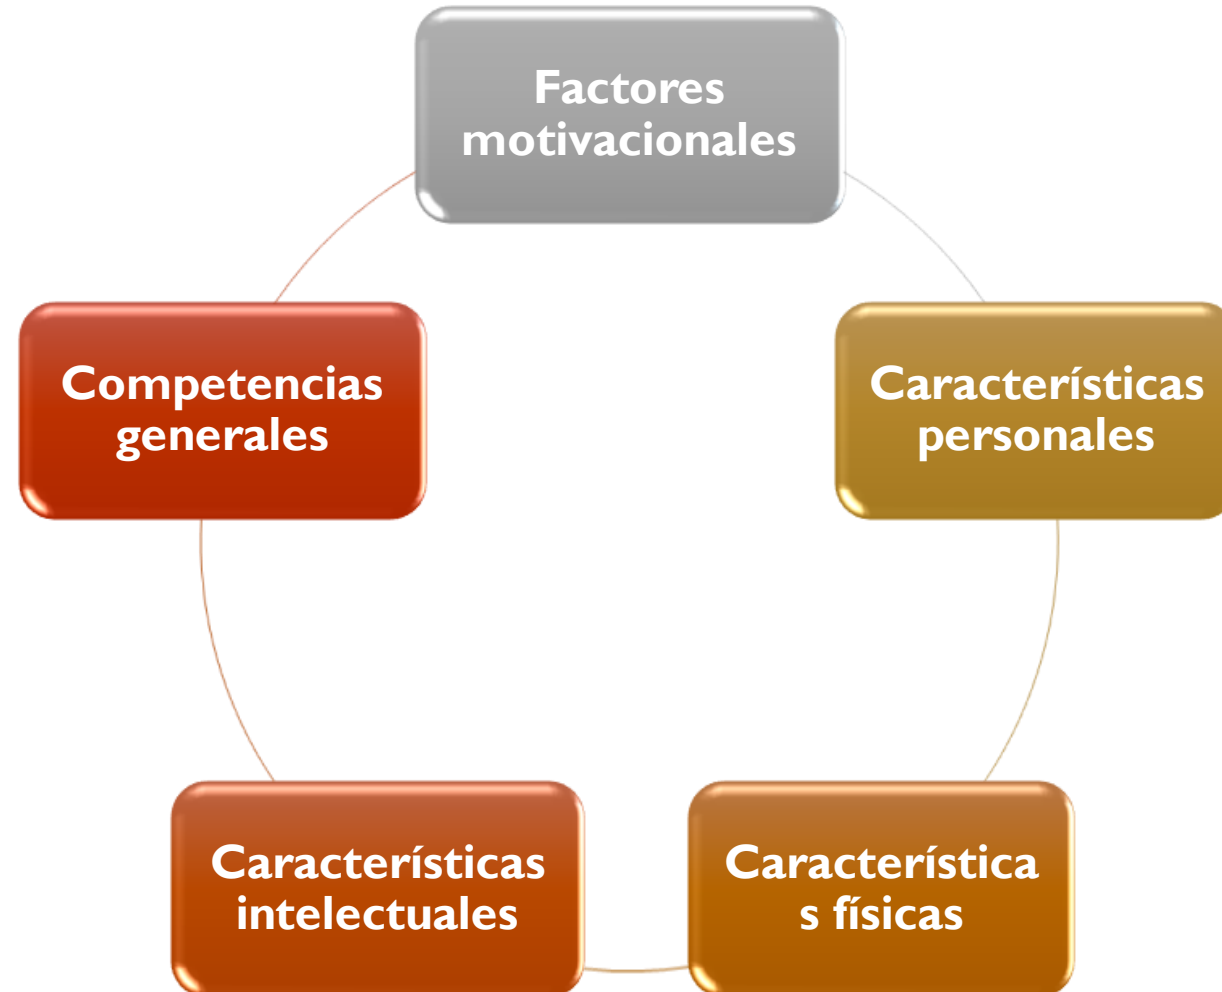 Factores
motivacionales
Competencias
generales
Características
personales
Características
intelectuales
Característica
s físicas